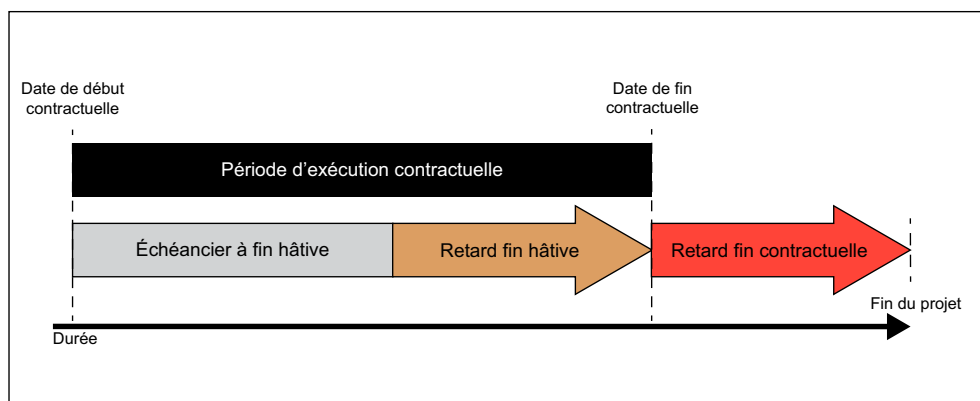 Date de début
contractuelle
Date de fin
contractuelle
Période d’exécution contractuelle
Échéancier à fin hâtive
Retard fin hâtive
Retard fin contractuelle
Fin du projet
Durée